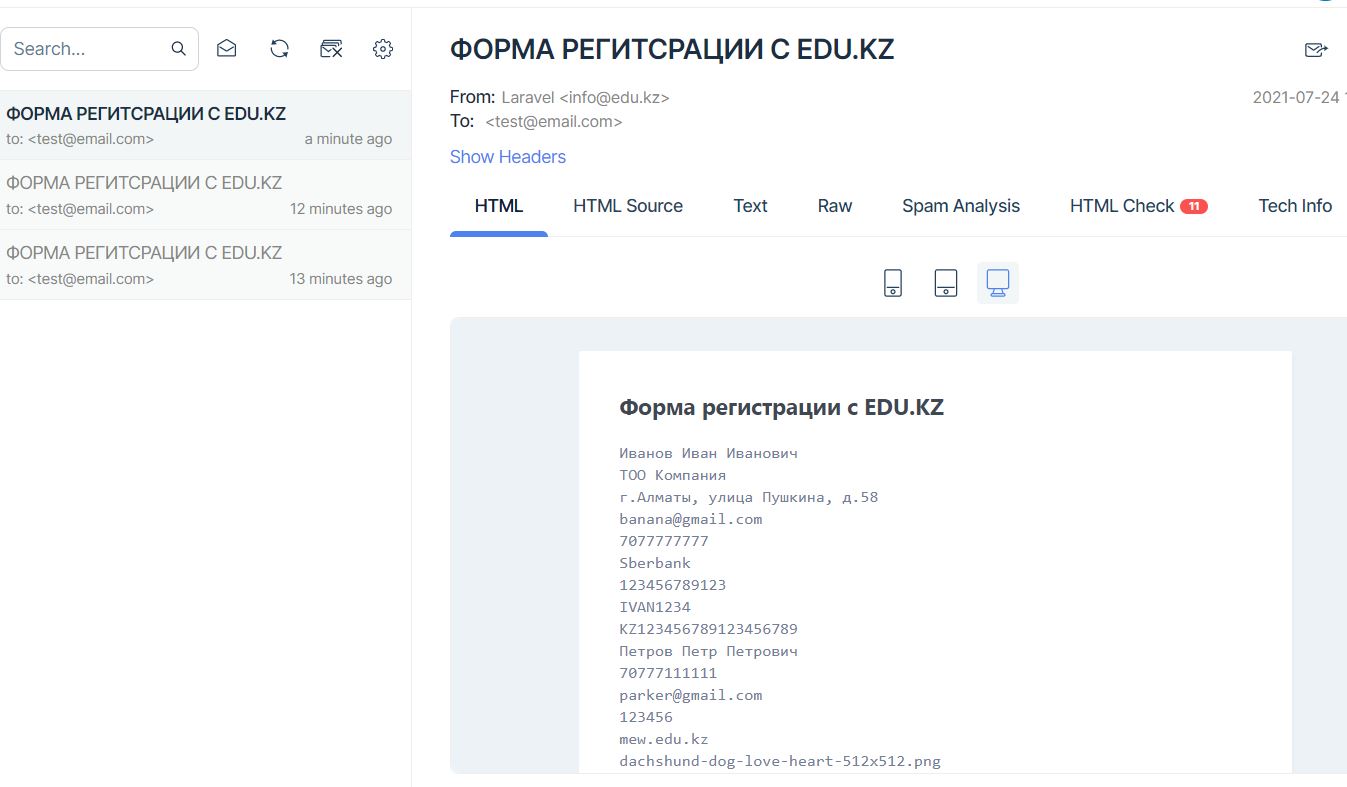 Search...
ФОРМА РЕГИТСРАЦИИ С EDU.KZ
to: <test@email.com> a minute ago
ФОРМА РЕГИТСРАЦИИ С EDU.KZ
to: <test@email.com> 12 minutes ago
ФОРМА РЕГИТСРАЦИИ С EDU.KZ
to: <test@email.com> 13 minutes ago
ФОРМА РЕГИТСРАЦИИ С EDU.KZ
From: Laravel <info@edu.kz> 2021-07-24
To: <test@email.com>
Show Headers
HTML HTML Source Text Raw Spam Analysis HTML Check 11 Tech Info
Форма регистрации с EDU.KZ
Иванов Иван Иванович
ТОО Компания
г.Алматы, улица Пушкина, д.58
banana@gmail.com
7077777777
Sberbank
123456789123
IVAN1234
KZ123456789123456789
Петров Петр Петрович
70777111111
parker@gmail.com
123456
mew.edu.kz
dachshund-dog-love-heart-512x512.png